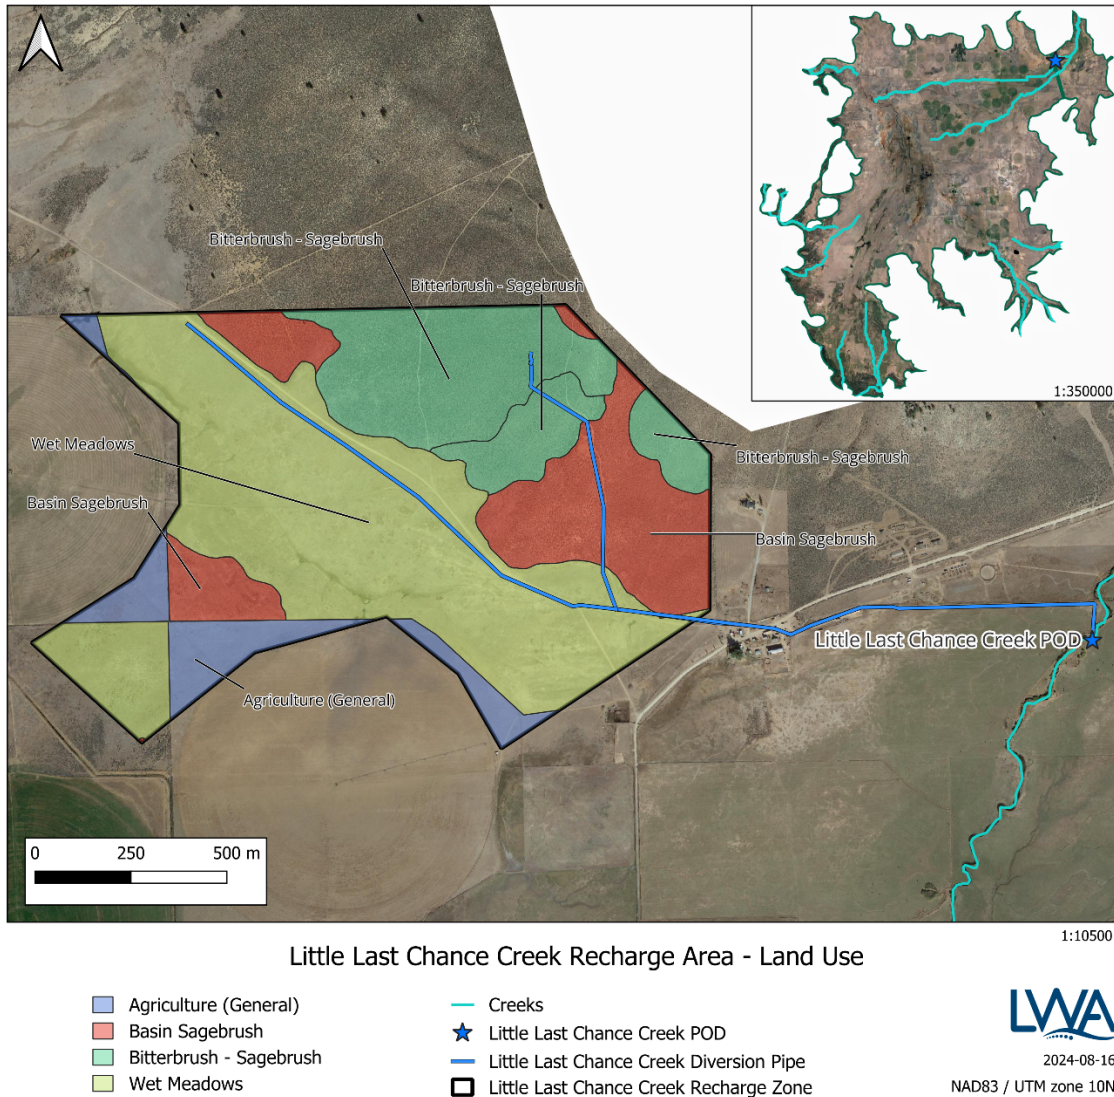 1:350000
Bitterbrush - Sagebrush
Bitterbrush - Sagebrush
Wet Meadows
Bitterbrush - Sagebrush
Basin Sagebrush
Basin Sagebrush
Little Last Chance Creek POD
Agriculture (General)
0 250 500 m
1:10500
Little Last Chance Creek Recharge Area - Land Use
Agriculture (General)
Basin Sagebrush
Bitterbrush - Sagebrush
Wet Meadows
Creeks
Little Last Chance Creek POD
Little Last Chance Creek Diversion Pipe
Little Last Chance Creek Recharge Zone
LWA
2024-08-16
NAD83 / UTM zone 10N